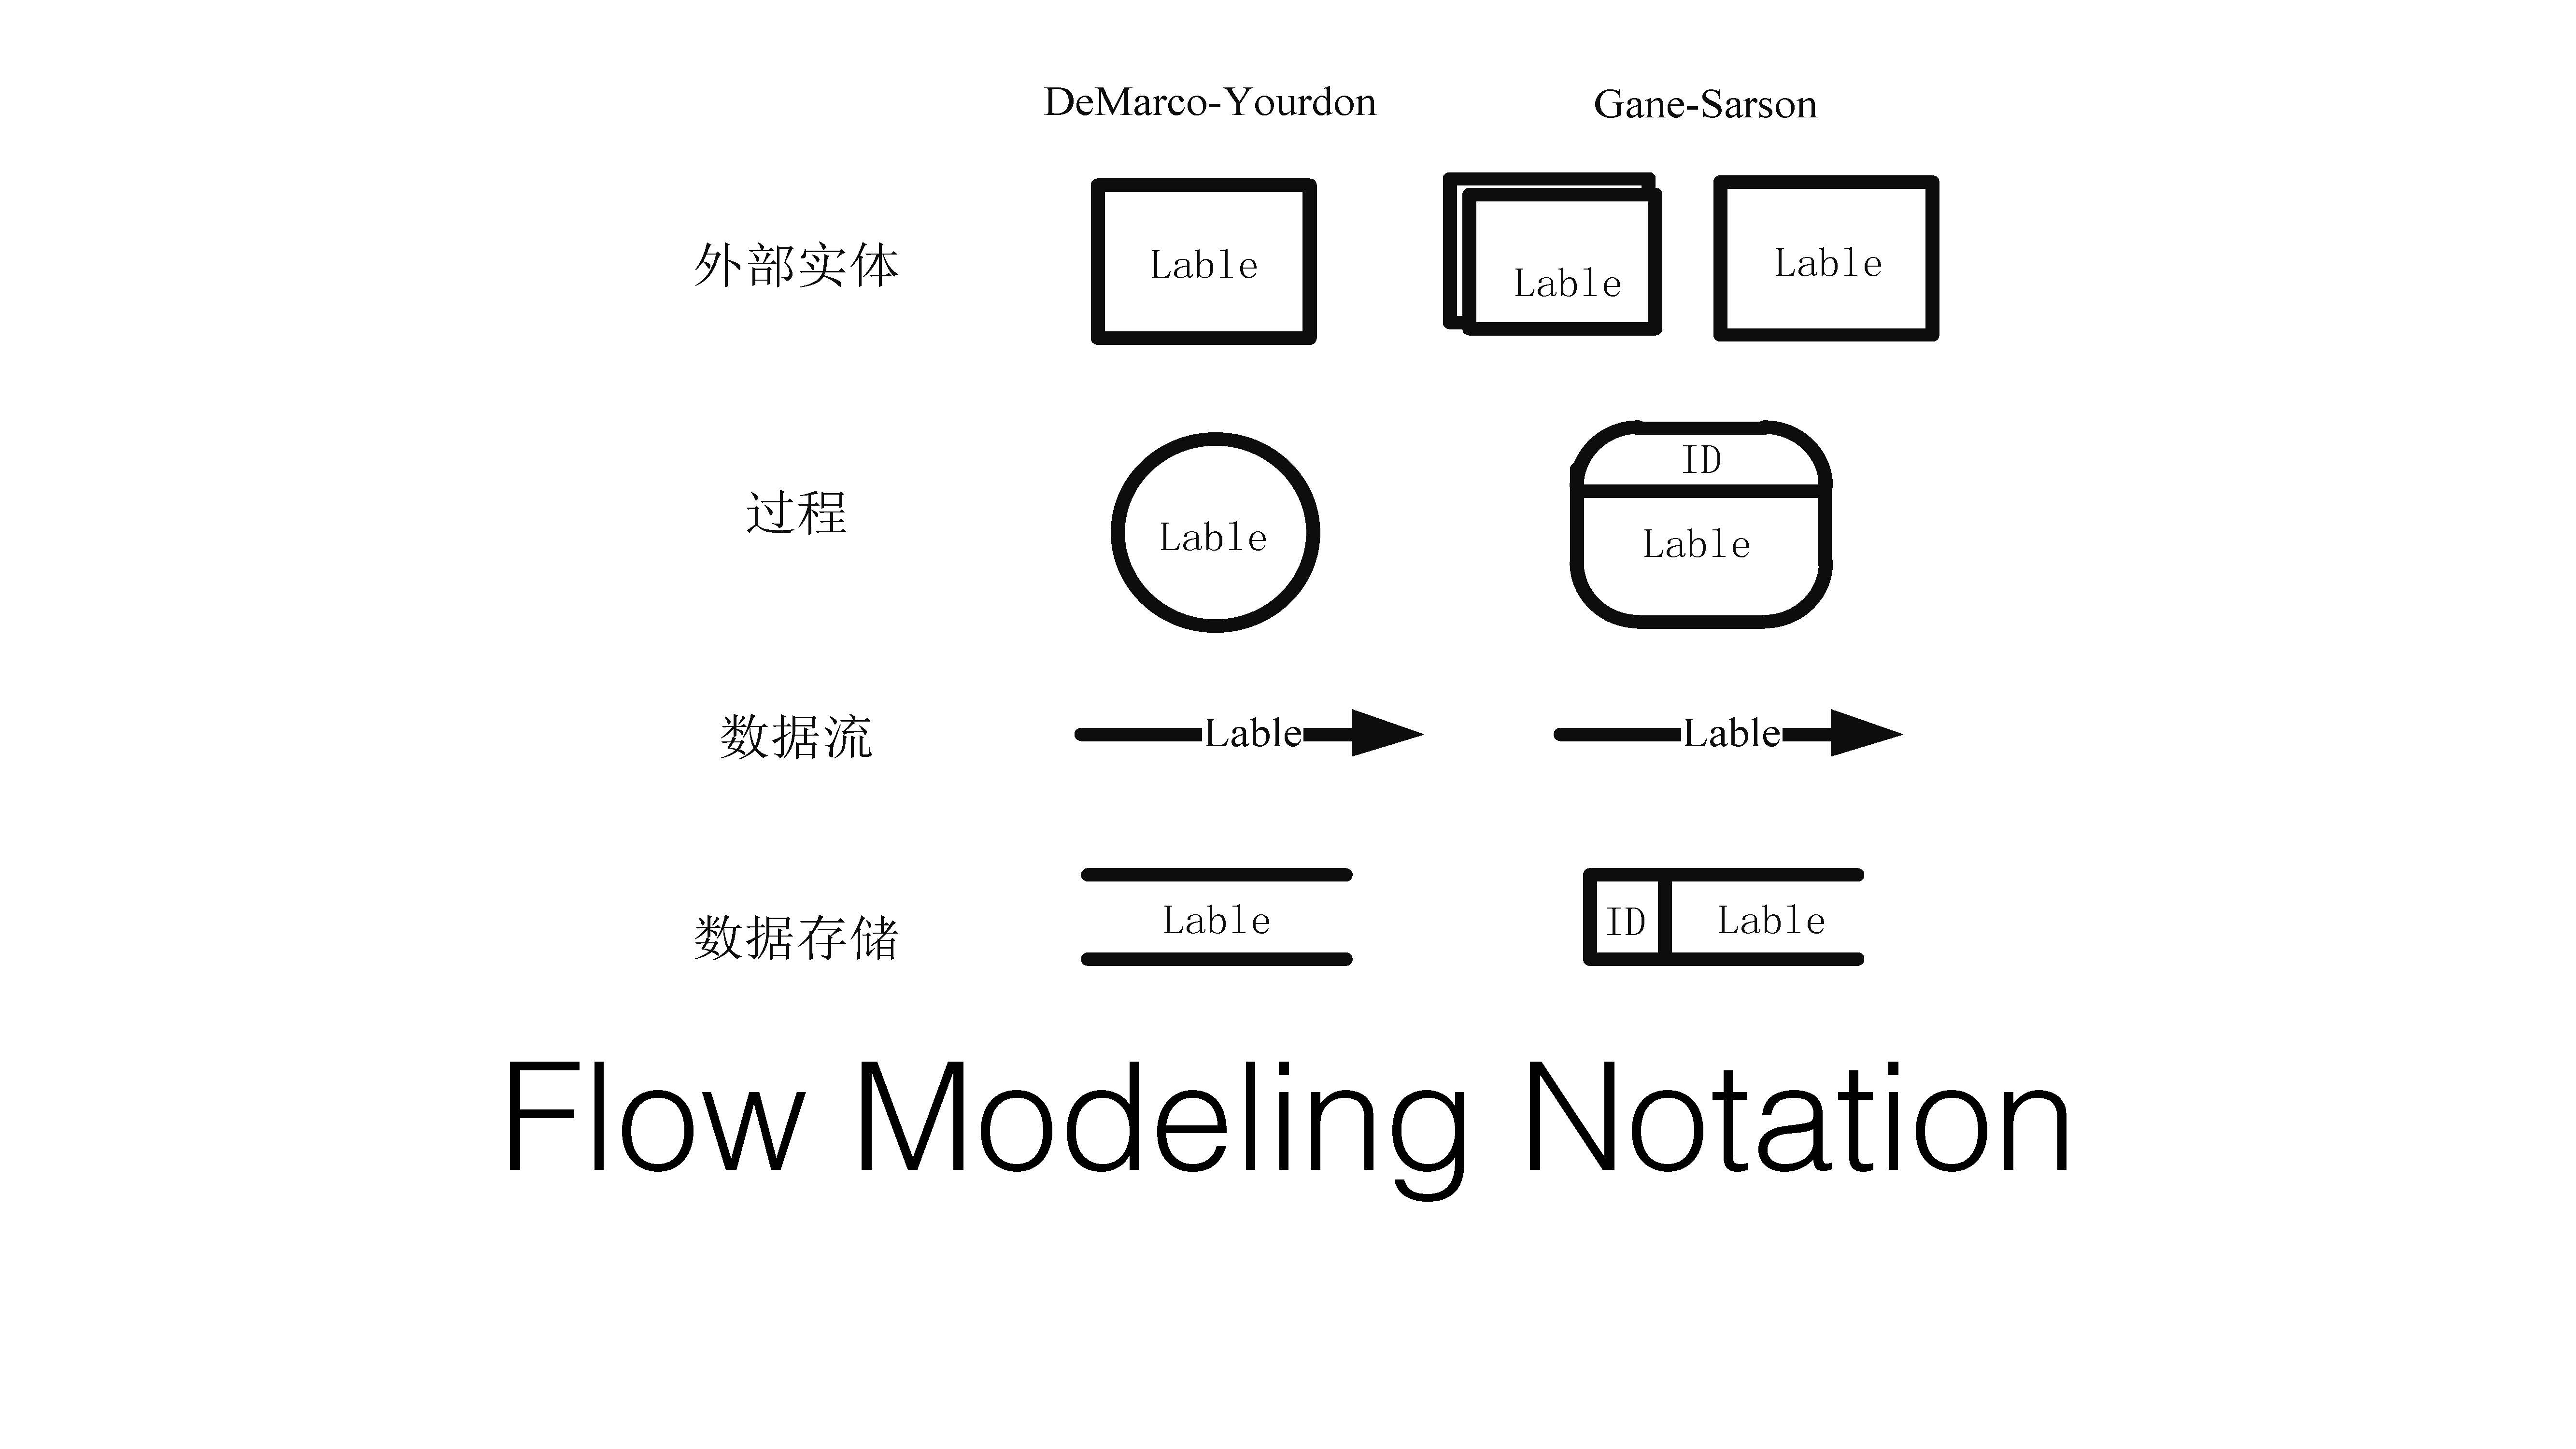 DeMarco-Yourdon Gane-Sarson
外部实体 Lable Lable Lable
过程 Lable ID
Lable
数据流 Lable Lable
数据存储 Lable ID Lable
Flow Modeling Notation